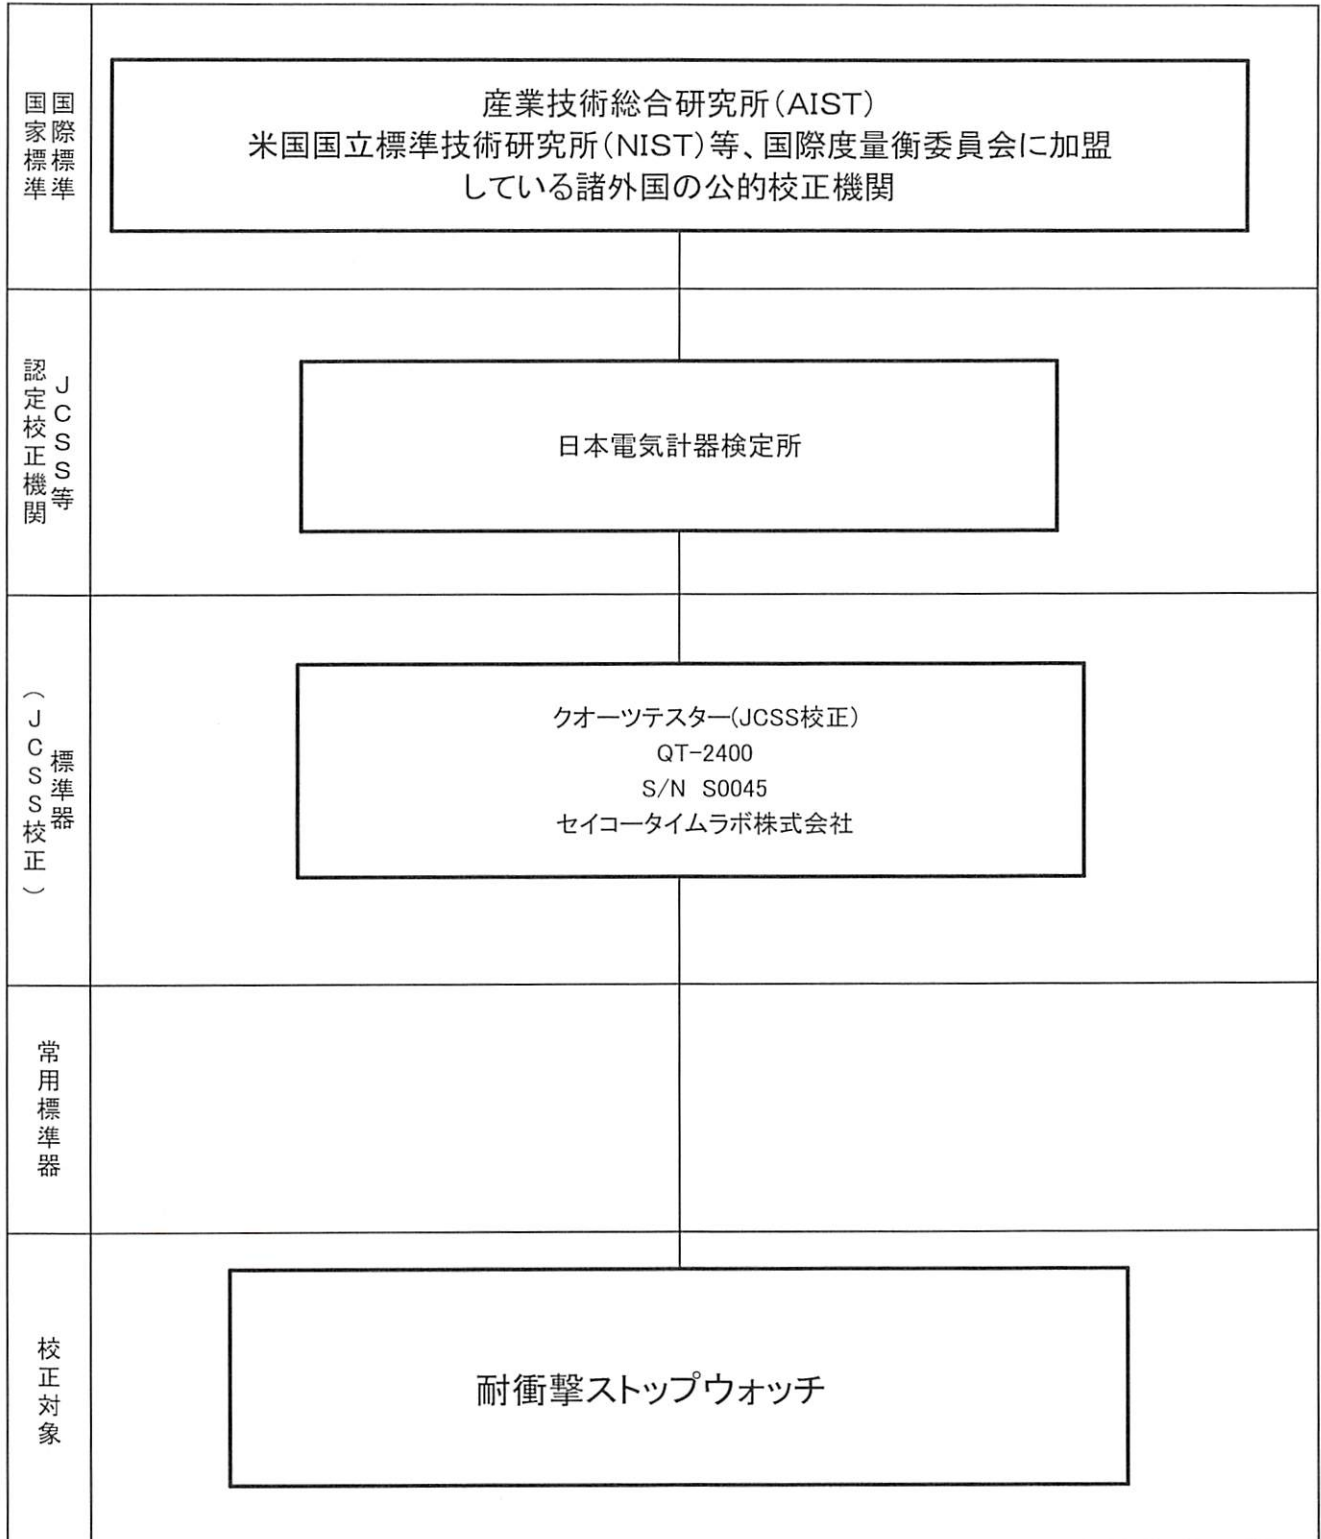 国際標準
国家標準
産業技術総合研究所（AIST）
米国国立標準技術研究所（NIST）等、国際度量衡委員会に加盟
している諸外国の公的校正機関
JCSS等
認定校正機関
日本電気計器検定所
標準器
（JCSS校正）
クオーツテスター(JCSS校正)
QT-2400
S/N S0045
セイコータイムラボ株式会社
常用標準器
校正対象
耐衝撃ストップウォッチ